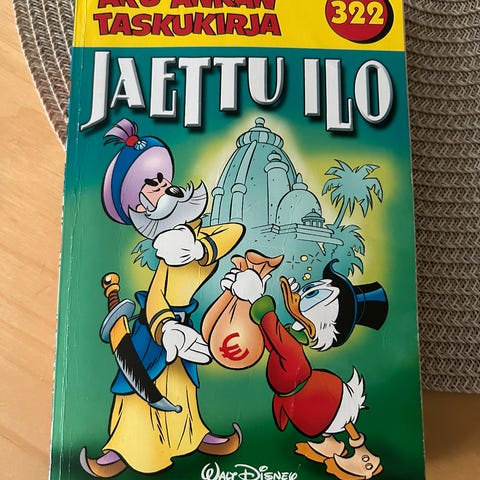 AKU ANKAN
TASKUKIRJA
322
JAETTU ILO
€
WALT DISNEY